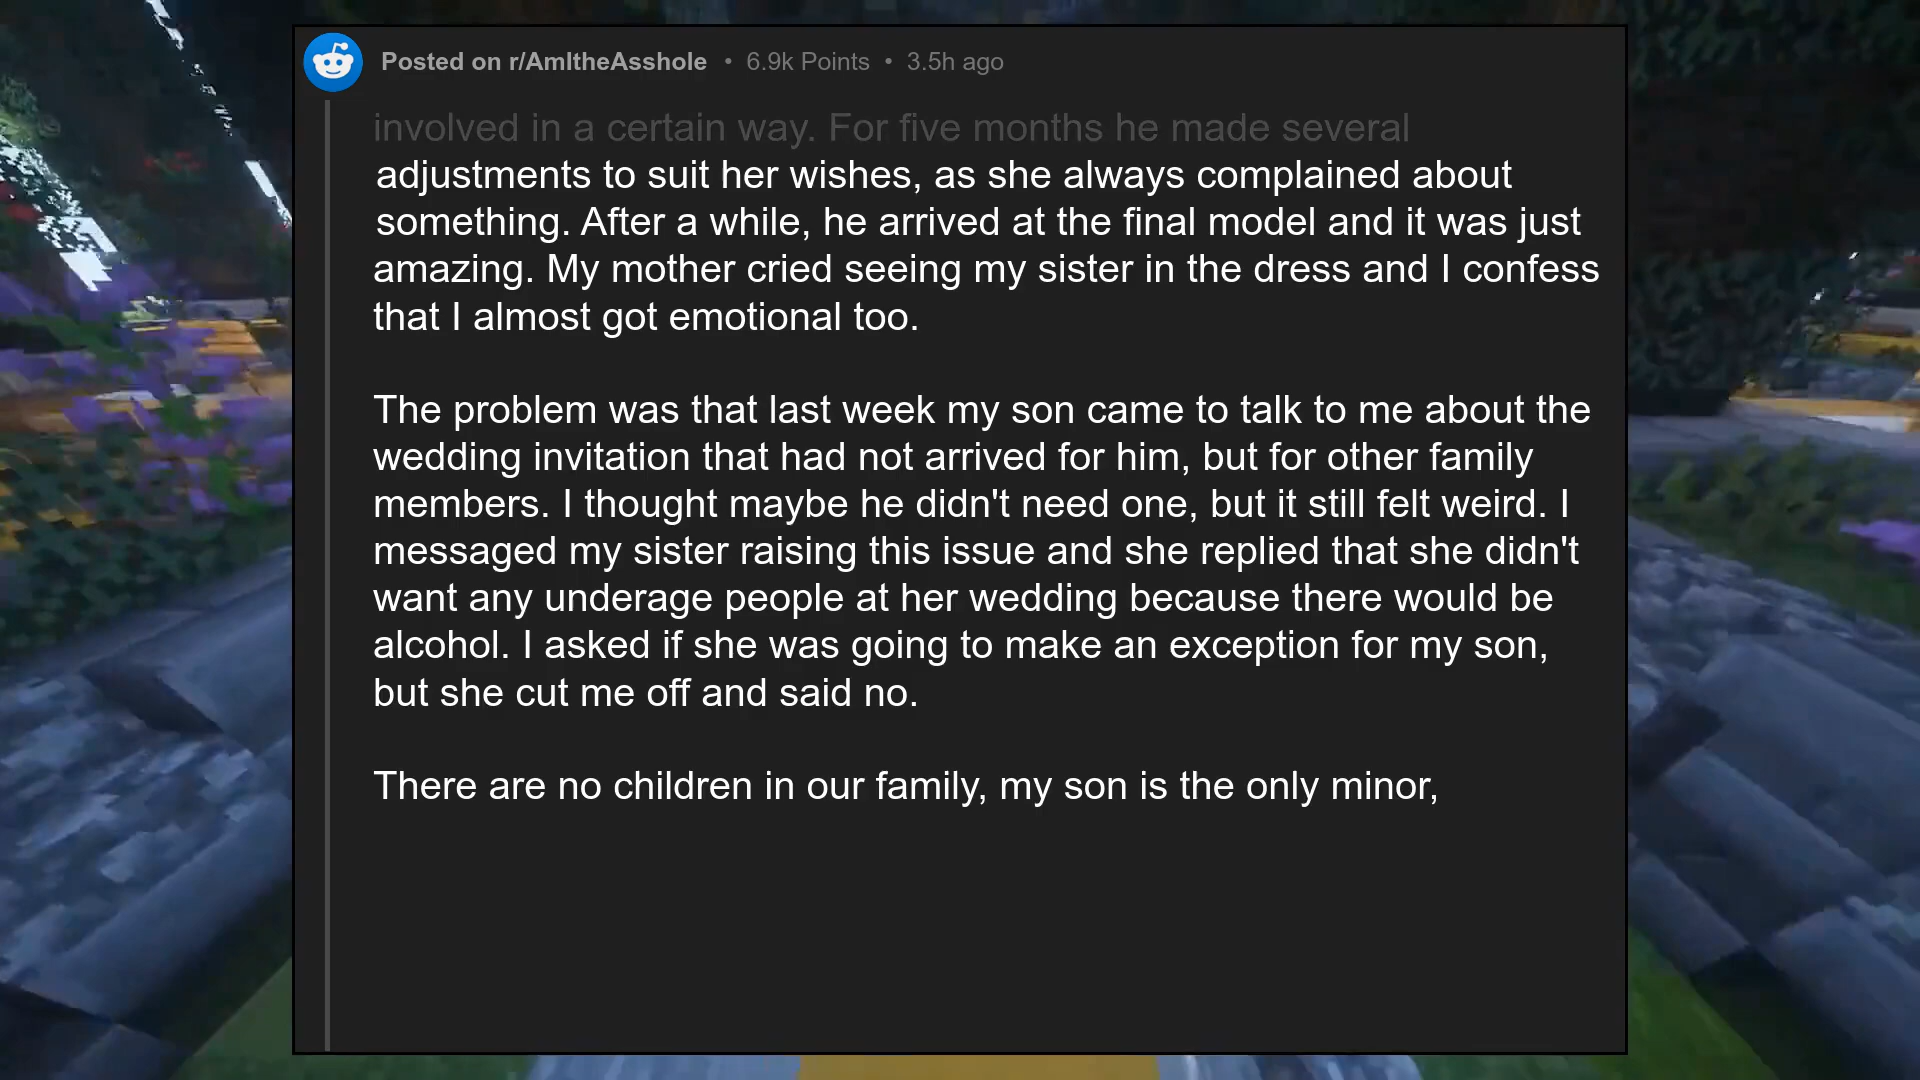 Posted on r/AmItheAsshole • 6.9k Points • 3.5h ago
involved in a certain way. For five months he made several
adjustments to suit her wishes, as she always complained about
something. After a while, he arrived at the final model and it was just
amazing. My mother cried seeing my sister in the dress and I confess
that I almost got emotional too.
The problem was that last week my son came to talk to me about the
wedding invitation that had not arrived for him, but for other family
members. I thought maybe he didn't need one, but it still felt weird. I
messaged my sister raising this issue and she replied that she didn't
want any underage people at her wedding because there would be
alcohol. I asked if she was going to make an exception for my son,
but she cut me off and said no.
There are no children in our family, my son is the only minor,